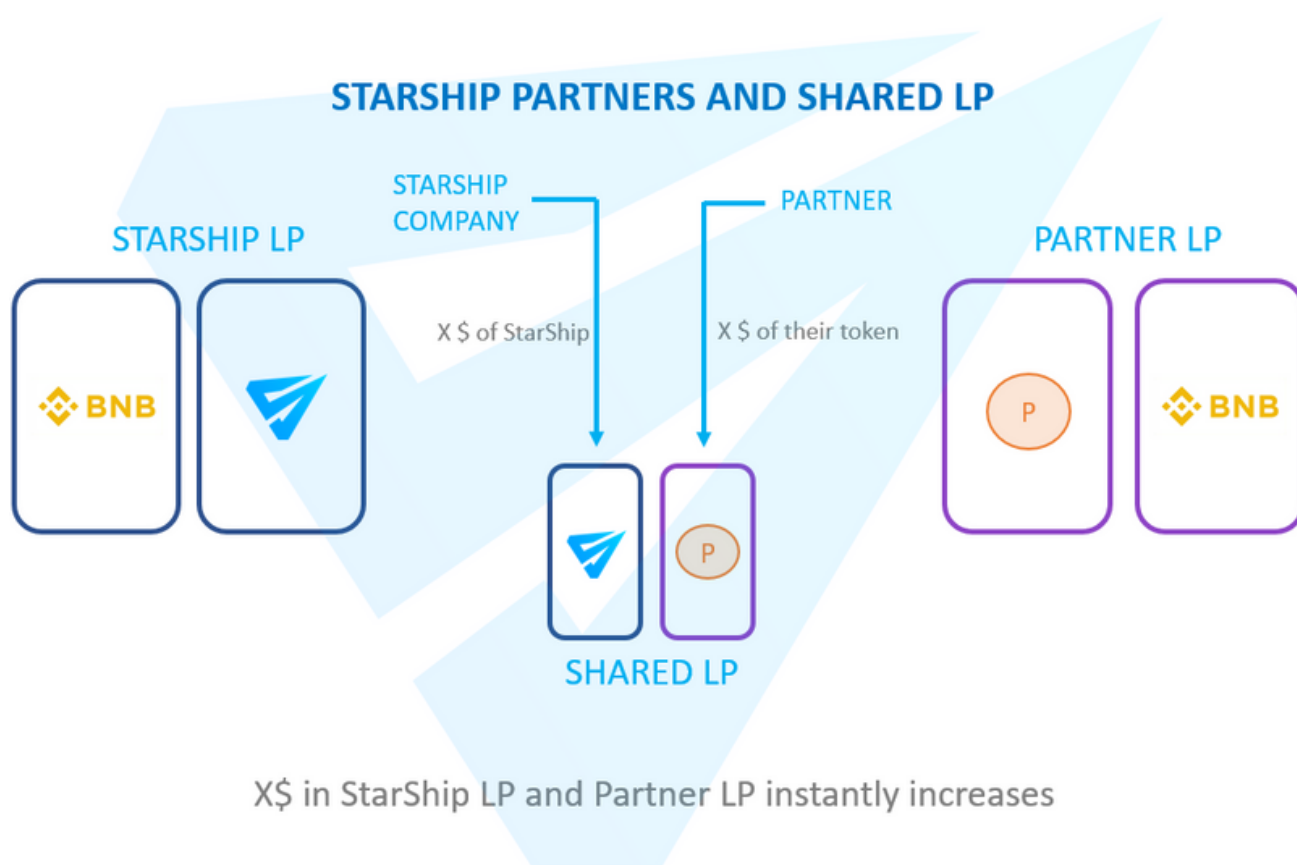 STARSHIP PARTNERS AND SHARED LP
STARSHIP
COMPANY
PARTNER
STARSHIP LP
PARTNER LP
X $ of StarShip
X $ of their token
BNB
P
BNB
P
SHARED LP
X$ in StarShip LP and Partner LP instantly increases